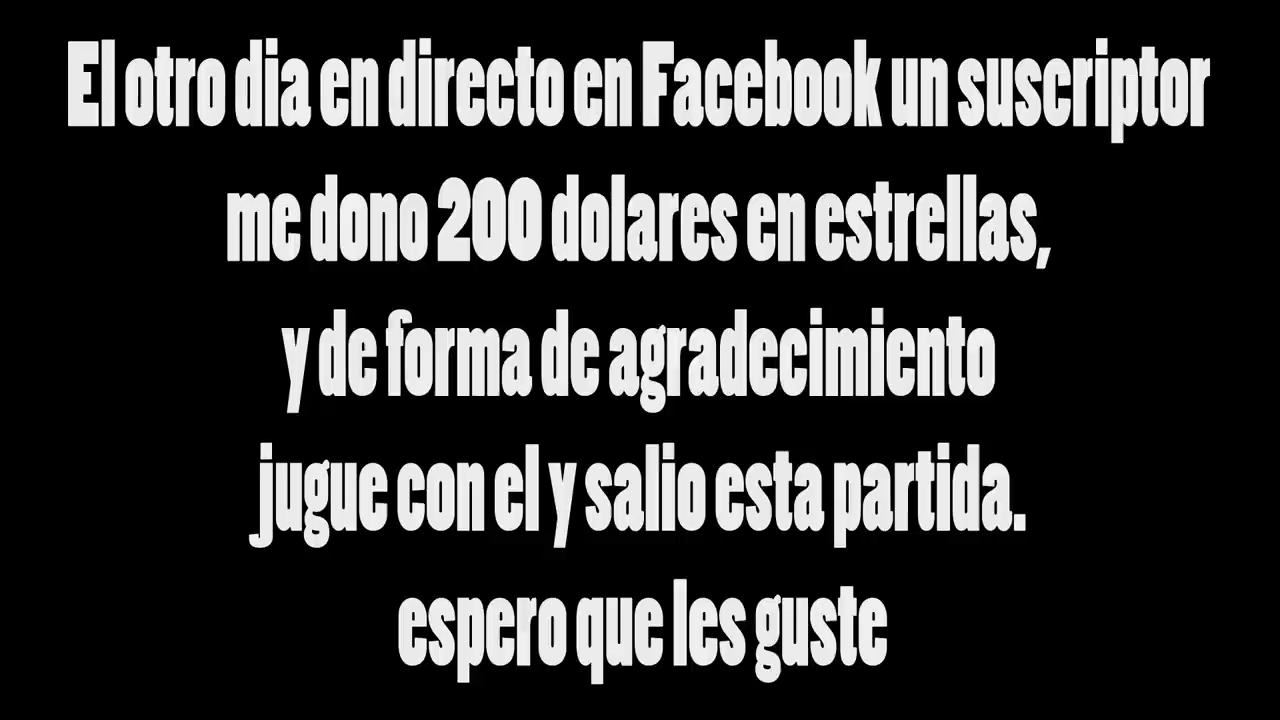 El otro dia en directo en Facebook un suscriptor
me dono 200 dolares en estrellas,
y de forma de agradecimiento
jugue con el y salio esta partida.
espero que les guste